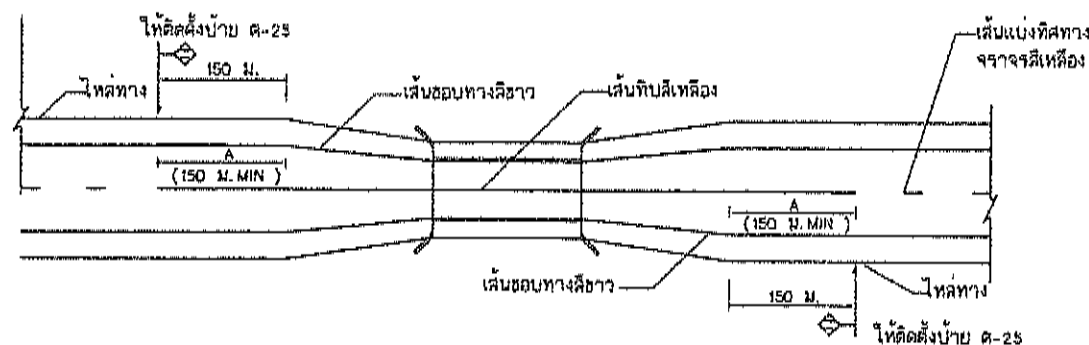 ให้ติดตั้งป้าย ต-25
150 ม.
ไหล่ทาง
เส้นขอบทางสีขาว
เส้นทึบสีเหลือง
เส้นแบ่งทิศทาง
จราจรสีเหลือง
A
(150 ม. MIN)
A
(150 ม. MIN)
เส้นขอบทางสีขาว
ไหล่ทาง
150 ม.
ให้ติดตั้งป้าย ต-25